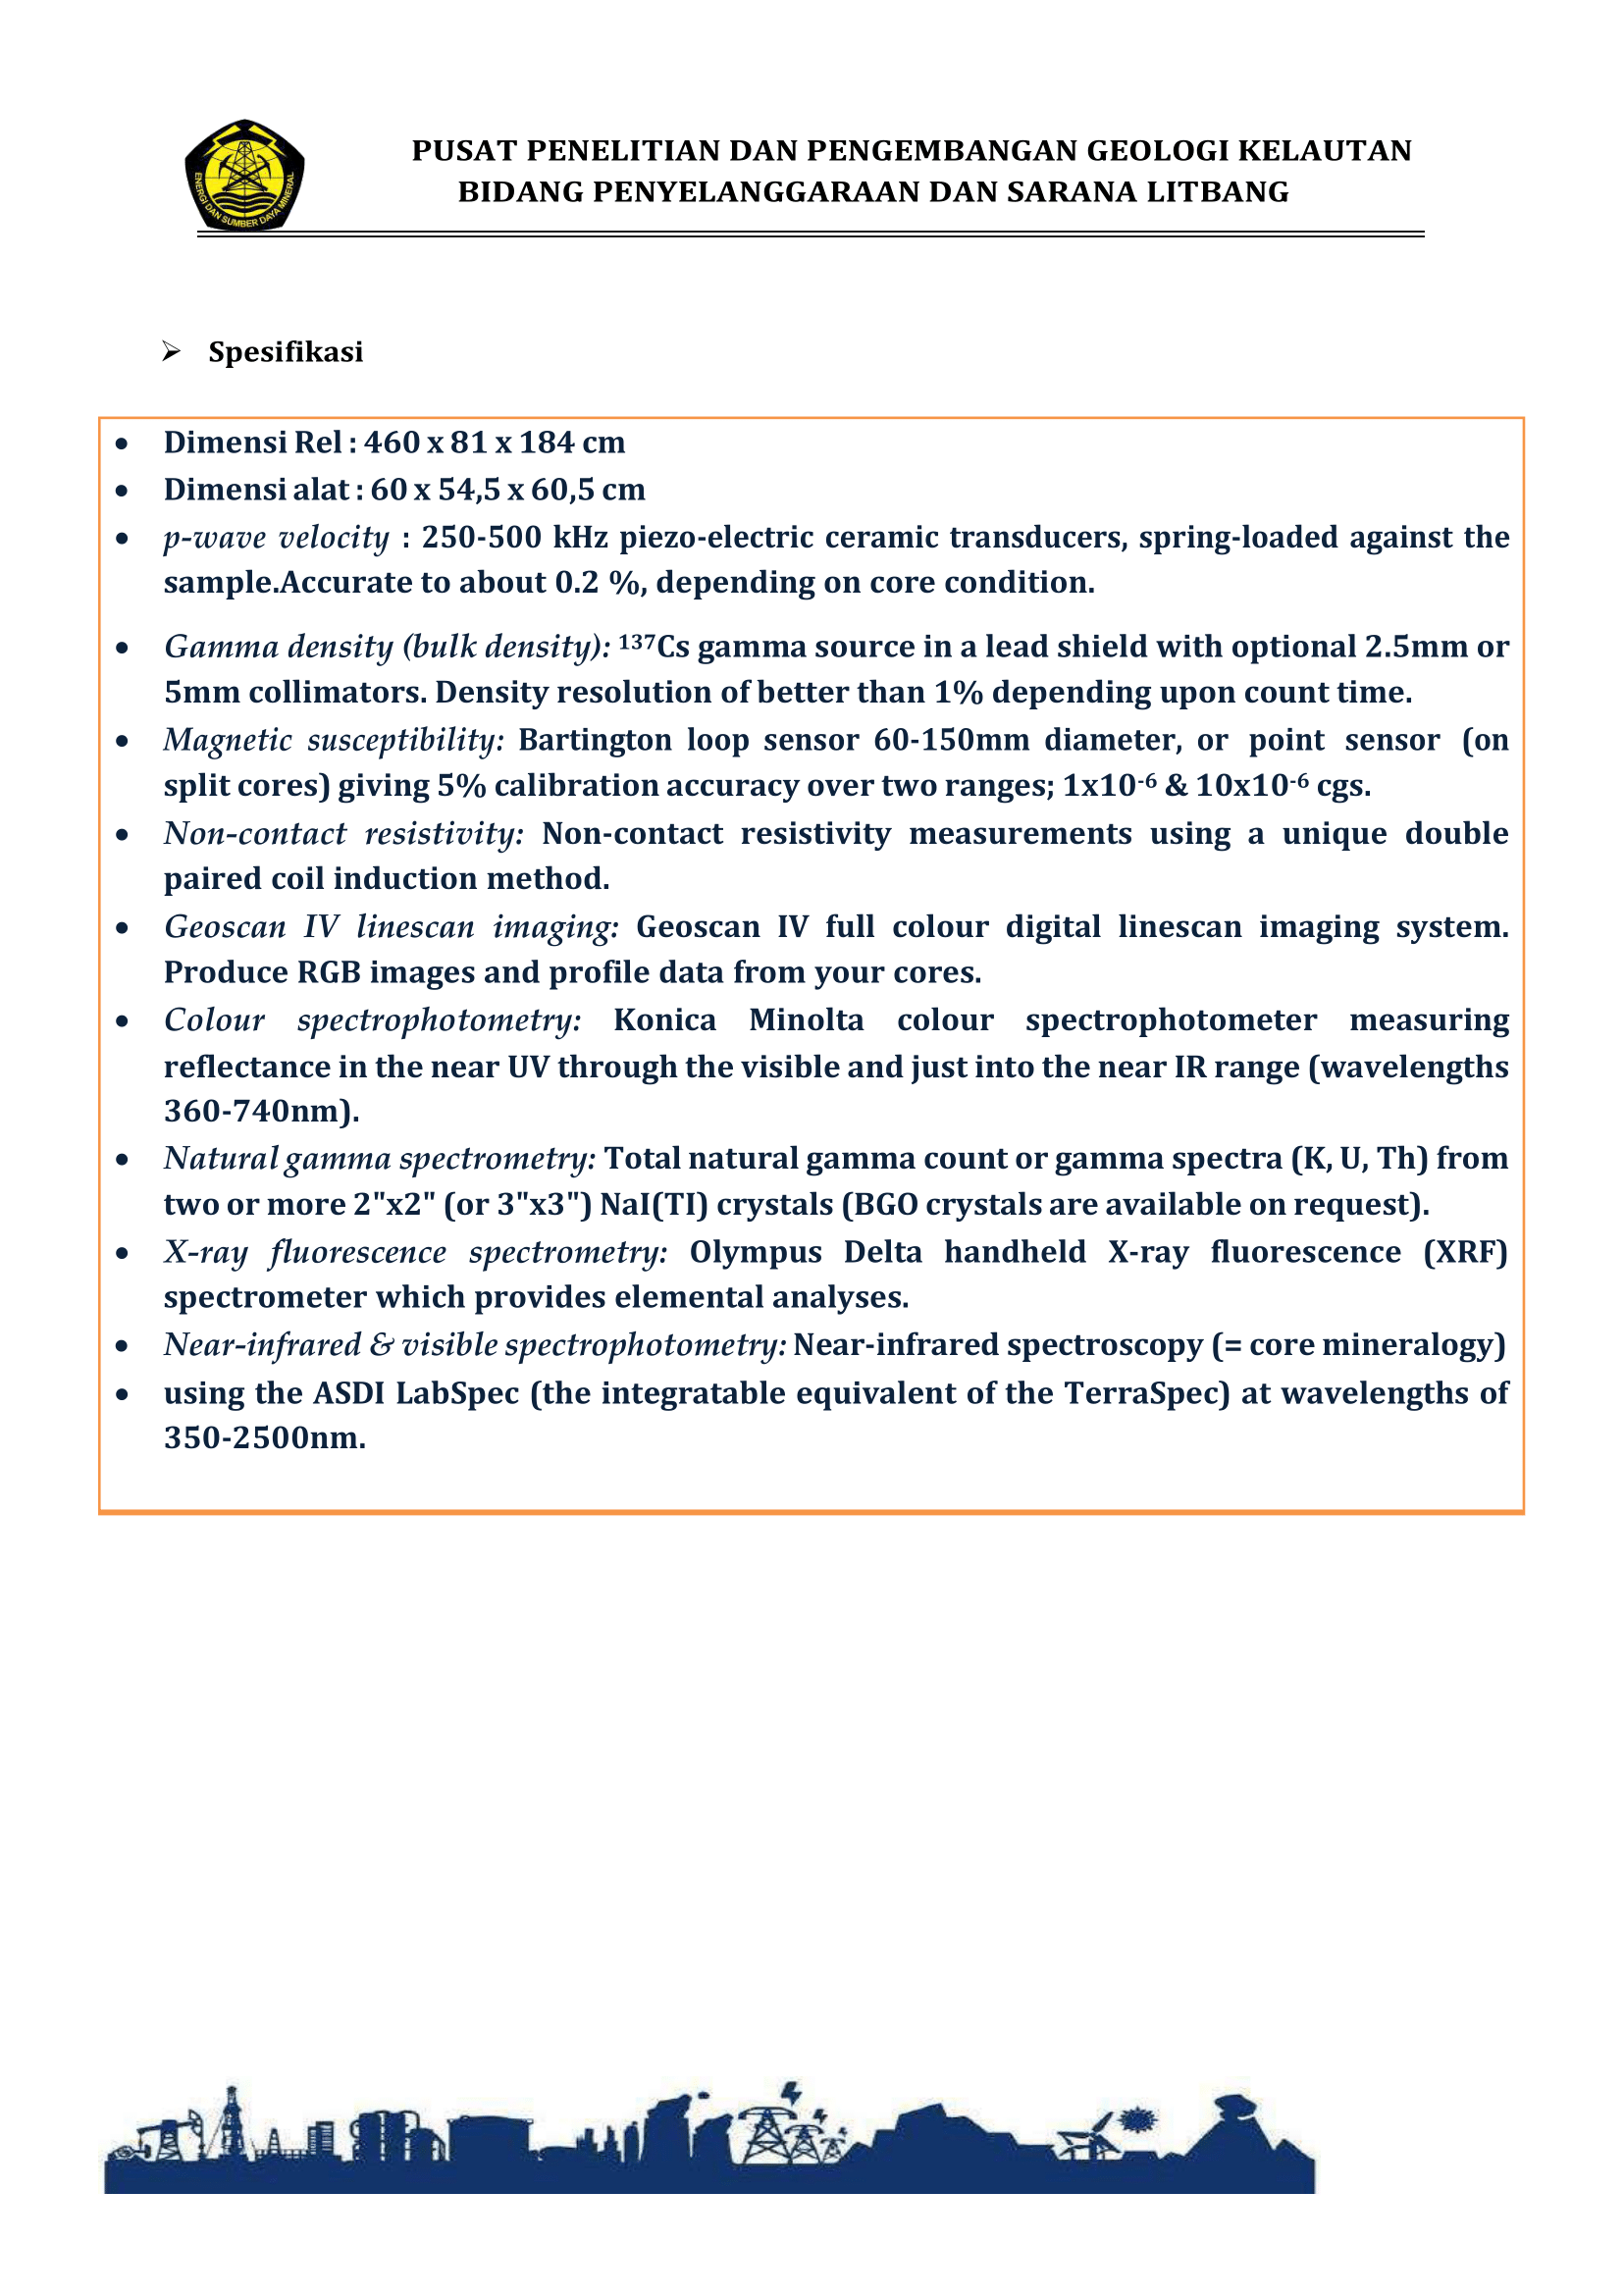 ENERGI DAN SUMBER DAYA MINERAL
PUSAT PENELITIAN DAN PENGEMBANGAN GEOLOGI KELAUTAN
BIDANG PENYELANGGARAAN DAN SARANA LITBANG
➢ Spesifikasi
• Dimensi Rel : 460 x 81 x 184 cm
• Dimensi alat : 60 x 54,5 x 60,5 cm
• p-wave velocity : 250-500 kHz piezo-electric ceramic transducers, spring-loaded against the
sample.Accurate to about 0.2 %, depending on core condition.
• Gamma density (bulk density): ¹³⁷Cs gamma source in a lead shield with optional 2.5mm or
5mm collimators. Density resolution of better than 1% depending upon count time.
• Magnetic susceptibility: Bartington loop sensor 60-150mm diameter, or point sensor (on
split cores) giving 5% calibration accuracy over two ranges; 1x10⁻⁶ & 10x10⁻⁶ cgs.
• Non-contact resistivity: Non-contact resistivity measurements using a unique double
paired coil induction method.
• Geoscan IV linescan imaging: Geoscan IV full colour digital linescan imaging system.
Produce RGB images and profile data from your cores.
• Colour spectrophotometry: Konica Minolta colour spectrophotometer measuring
reflectance in the near UV through the visible and just into the near IR range (wavelengths
360-740nm).
• Natural gamma spectrometry: Total natural gamma count or gamma spectra (K, U, Th) from
two or more 2"x2" (or 3"x3") NaI(TI) crystals (BGO crystals are available on request).
• X-ray fluorescence spectrometry: Olympus Delta handheld X-ray fluorescence (XRF)
spectrometer which provides elemental analyses.
• Near-infrared & visible spectrophotometry: Near-infrared spectroscopy (= core mineralogy)
• using the ASDI LabSpec (the integratable equivalent of the TerraSpec) at wavelengths of
350-2500nm.